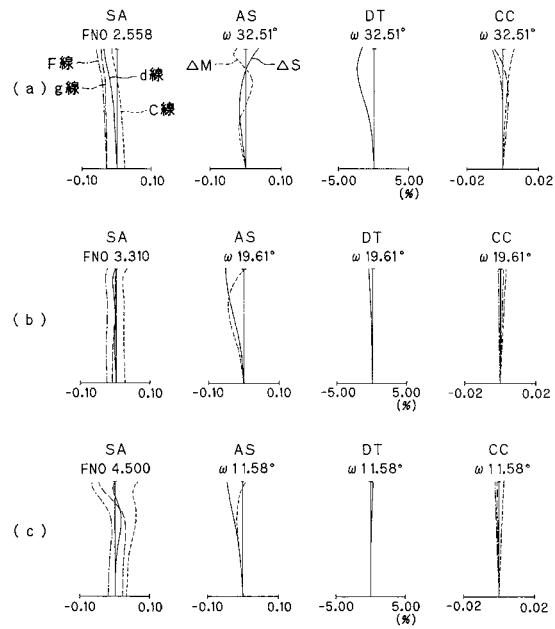 SA AS DT CC
FNO 2.558 ω 32.51° ω 32.51° ω 32.51°
F線 d線 ΔM ΔS
(a) g線
C線
-0.10 0.10 -0.10 0.10 -5.00 5.00 -0.02 0.02
(%)
SA AS DT CC
FNO 3.310 ω 19.61° ω 19.61° ω 19.61°
(b)
-0.10 0.10 -0.10 0.10 -5.00 5.00 -0.02 0.02
(%)
SA AS DT CC
FNO 4.500 ω 11.58° ω 11.58° ω 11.58°
(c)
-0.10 0.10 -0.10 0.10 -5.00 5.00 -0.02 0.02
(%)